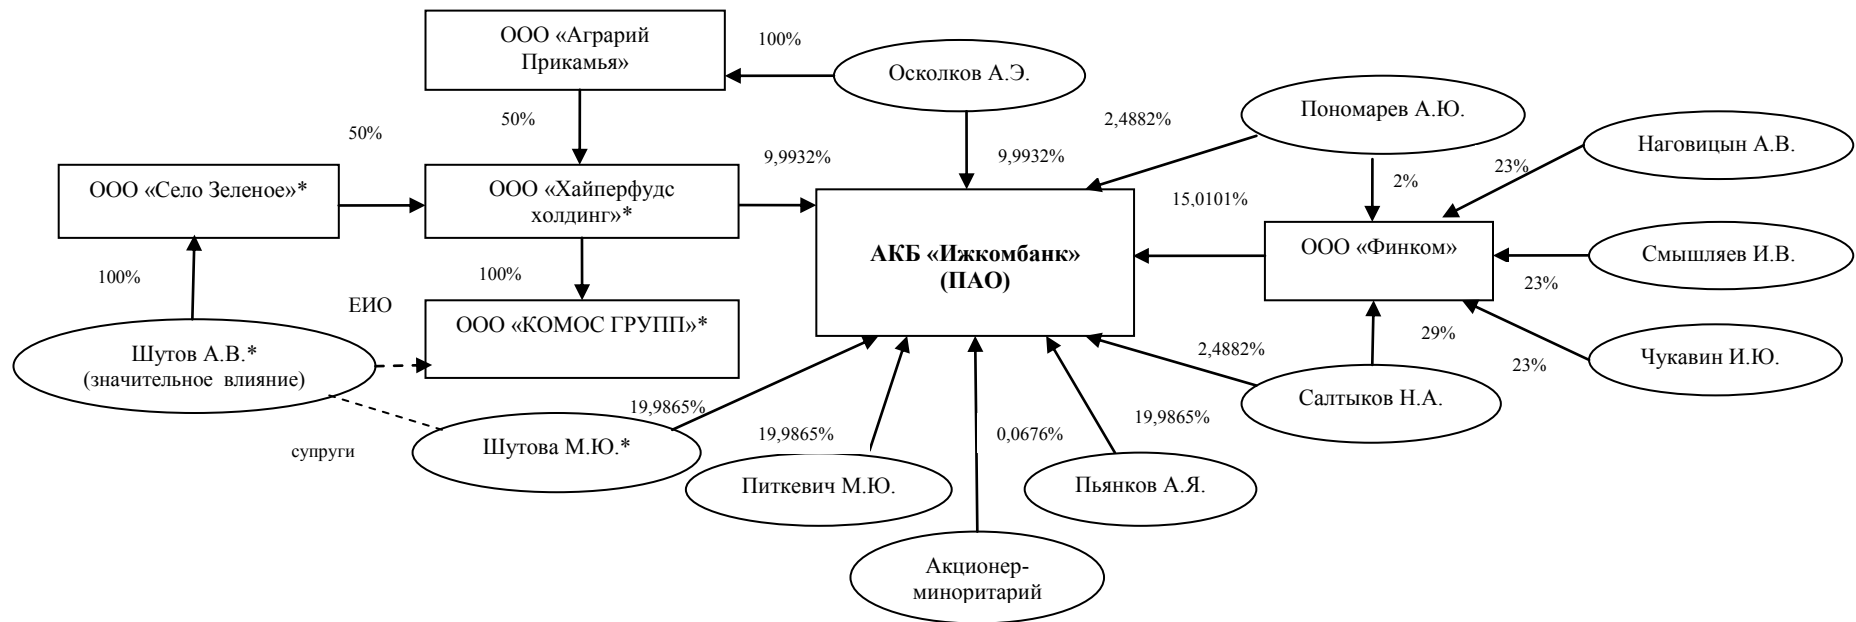 ООО «Аграрий
Прикамья»
100%
Осколков А.Э.
Пономарев А.Ю.
Наговицын А.В.
50%
50%
9,9932%
9,9932%
2,4882%
2%
23%
ООО «Село Зеленое»*
ООО «Хайперфудс
холдинг»*
АКБ «Ижкомбанк»
(ПАО)
15,0101%
ООО «Финком»
Смышляев И.В.
100%
100%
23%
ЕИО
ООО «КОМОС ГРУПП»*
Шутов А.В.*
(значительное влияние)
2,4882%
29%
23%
Чукавин И.Ю.
Салтыков Н.А.
супруги
Шутова М.Ю.*
19,9865%
19,9865%
0,0676%
19,9865%
Питкевич М.Ю.
Пьянков А.Я.
Акционер-
миноритарий